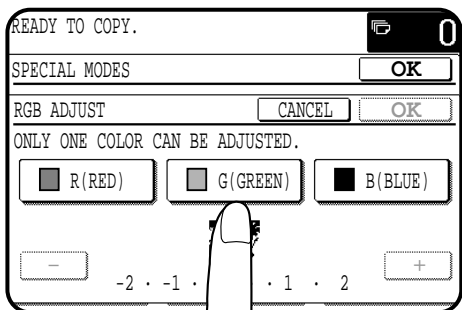 READY TO COPY.
0
SPECIAL MODES
OK
RGB ADJUST
CANCEL
OK
ONLY ONE COLOR CAN BE ADJUSTED.
R(RED)
G(GREEN)
B(BLUE)
- -2 · -1 · · 1 · 2 +